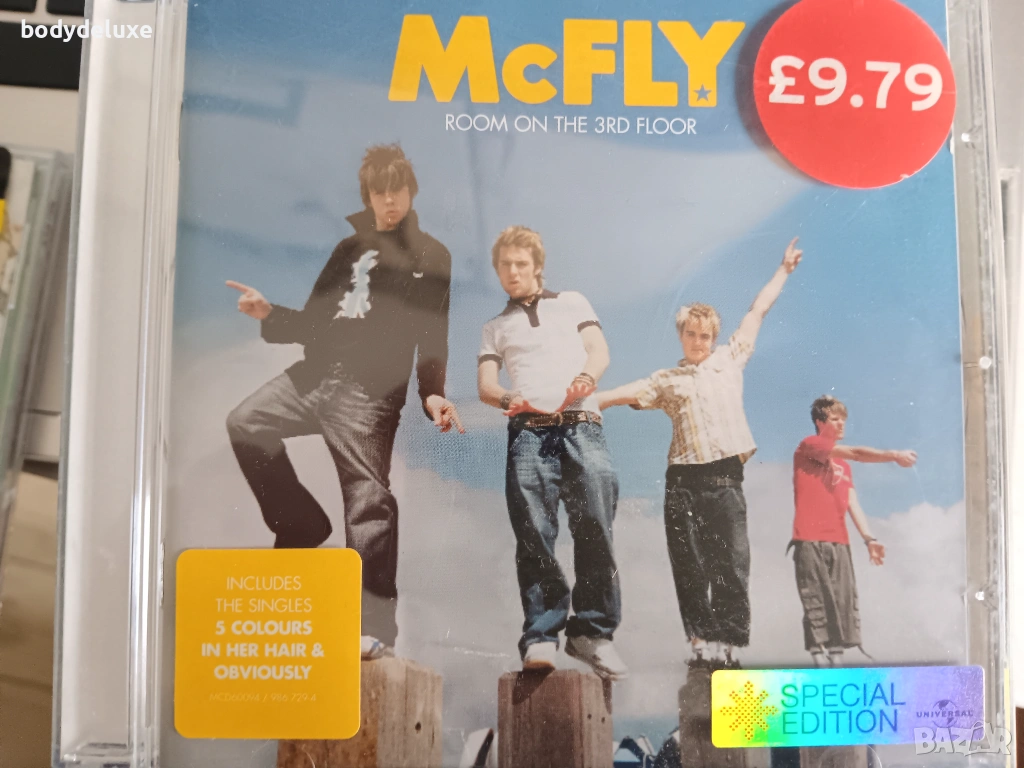 bodydeluxe
McFLY
ROOM ON THE 3RD FLOOR
£9.79
INCLUDES
THE SINGLES
5 COLOURS
IN HER HAIR &
OBVIOUSLY
MCD60094 / 986 729-4
SPECIAL
EDITION
UNIVERSAL
BAZAR